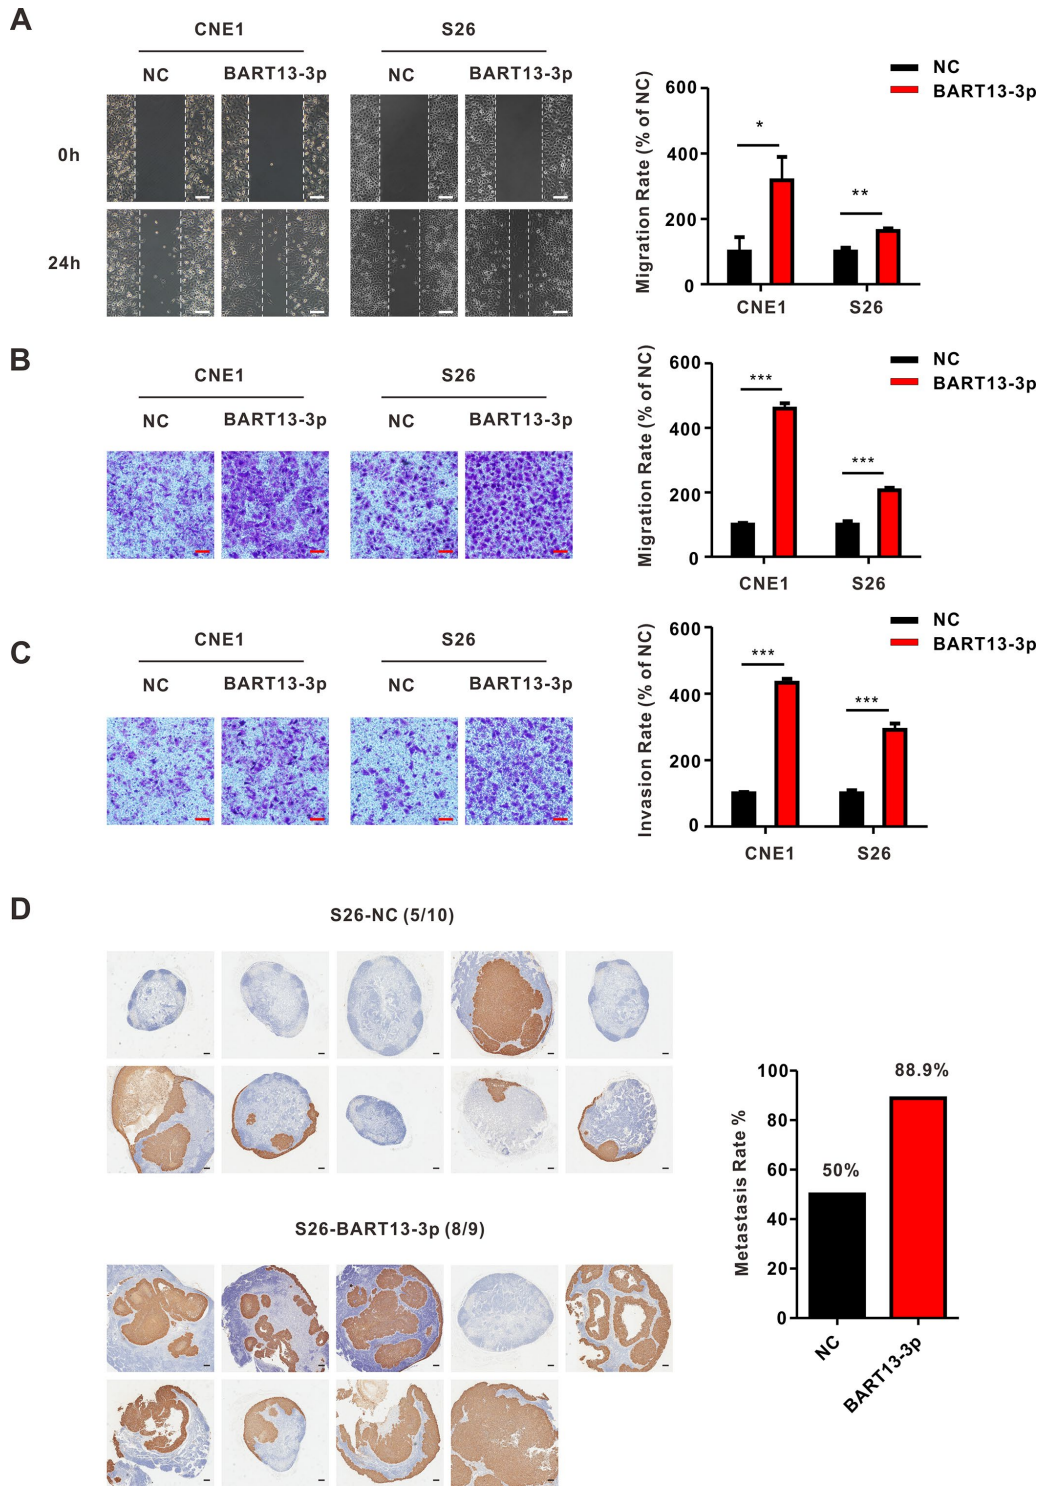 A
CNE1
S26
NC
BART13-3p
NC
BART13-3p
0h
24h
Migration Rate (% of NC)
600
400
200
0
*
**
CNE1
S26
NC
BART13-3p
B
CNE1
S26
NC
BART13-3p
NC
BART13-3p
Migration Rate (% of NC)
600
400
200
0
***
***
CNE1
S26
NC
BART13-3p
C
CNE1
S26
NC
BART13-3p
NC
BART13-3p
Invasion Rate (% of NC)
600
400
200
0
***
***
CNE1
S26
NC
BART13-3p
D
S26-NC (5/10)
S26-BART13-3p (8/9)
Metastasis Rate %
100
80
60
40
20
0
50%
88.9%
NC
BART13-3p